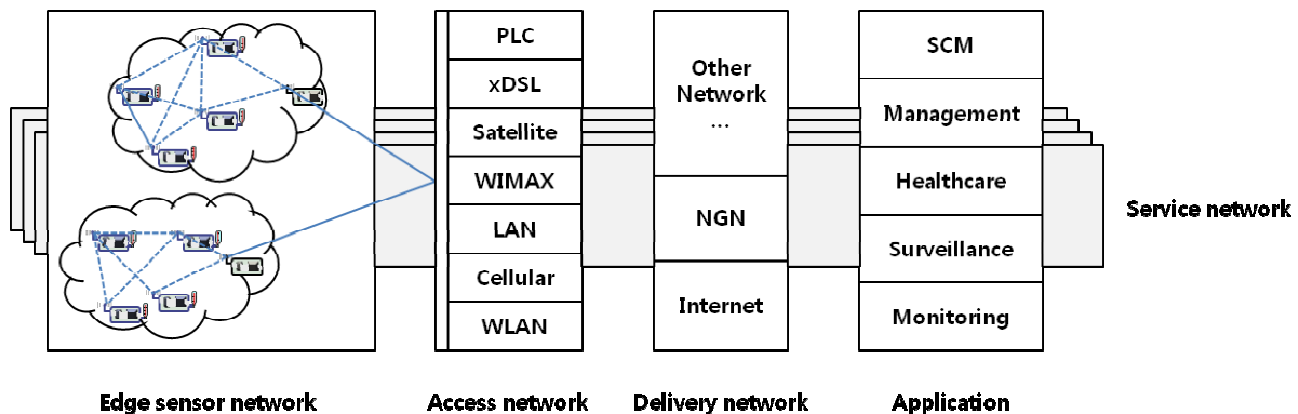 PLC
xDSL
Satellite
WIMAX
LAN
Cellular
WLAN
Other
Network
...
NGN
Internet
SCM
Management
Healthcare
Surveillance
Monitoring
Service network
Edge sensor network
Access network
Delivery network
Application